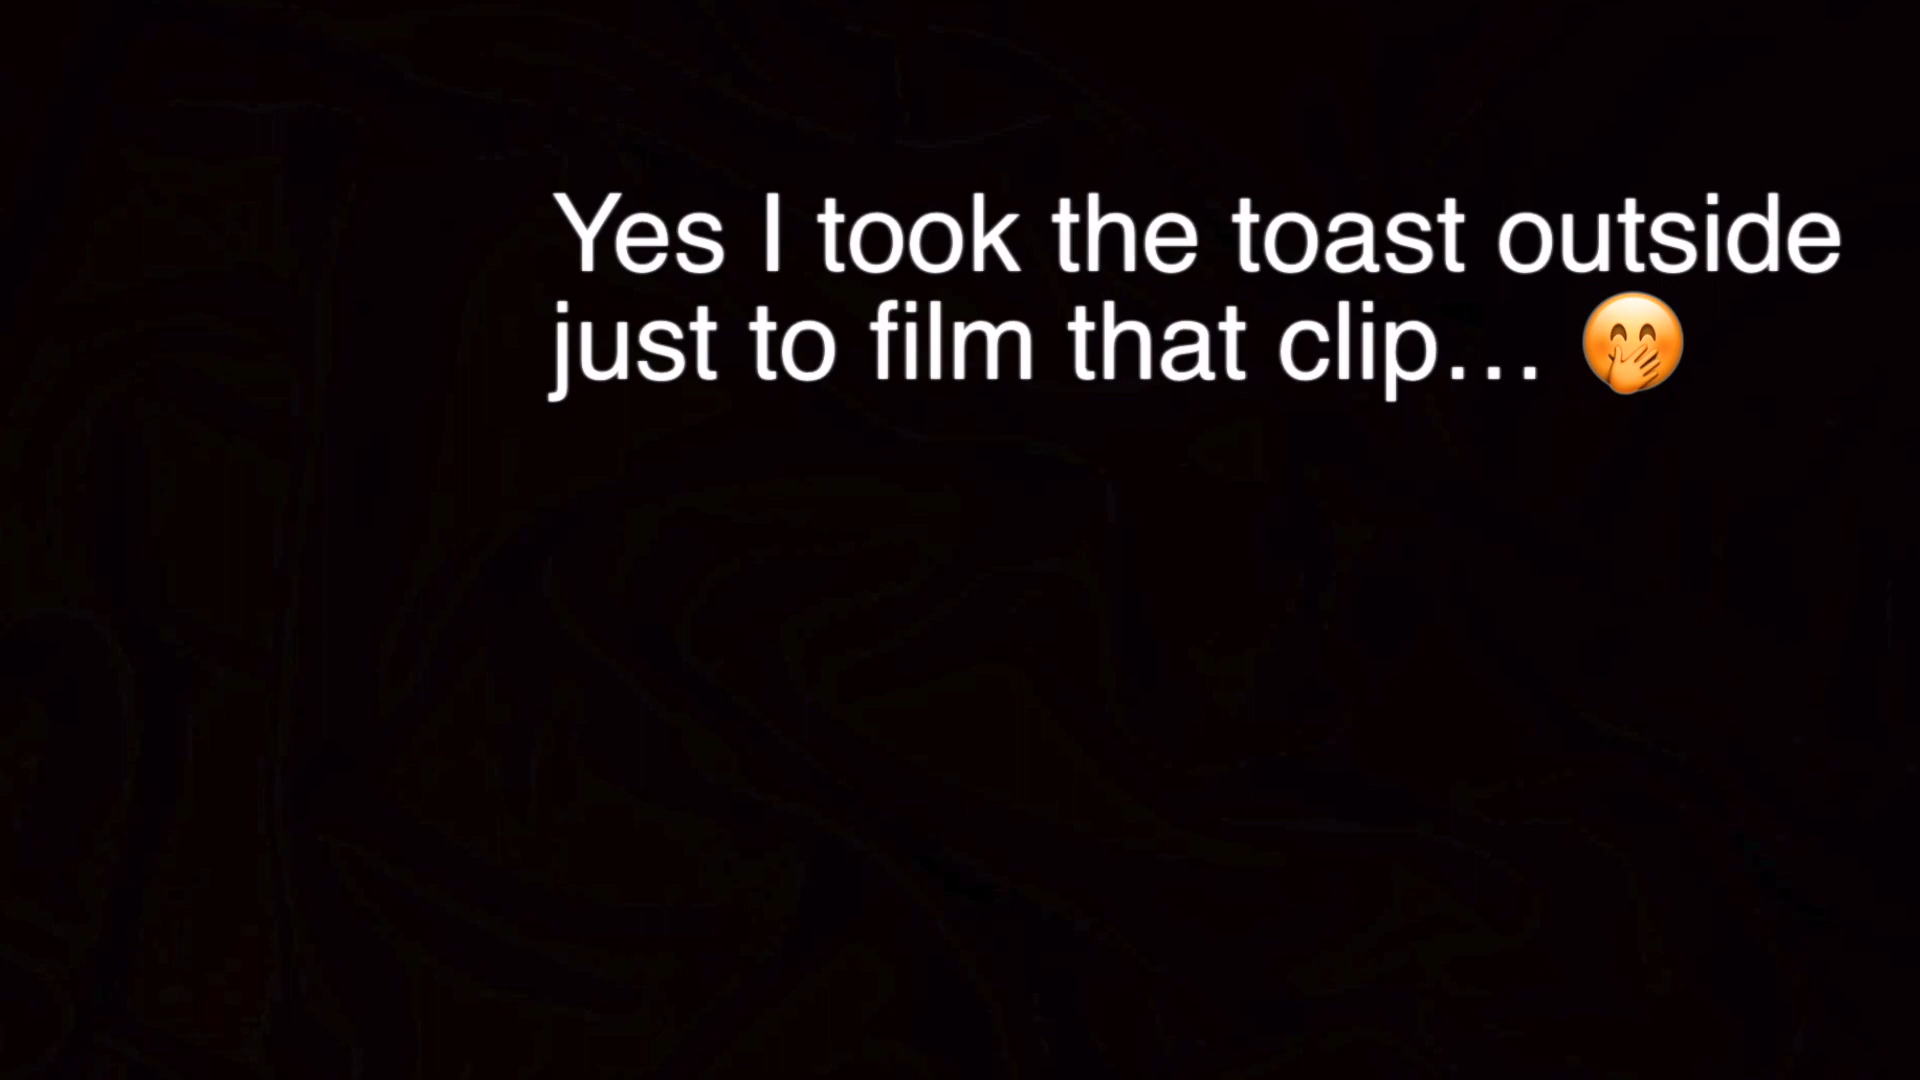 Yes I took the toast outside
just to film that clip… 🤭